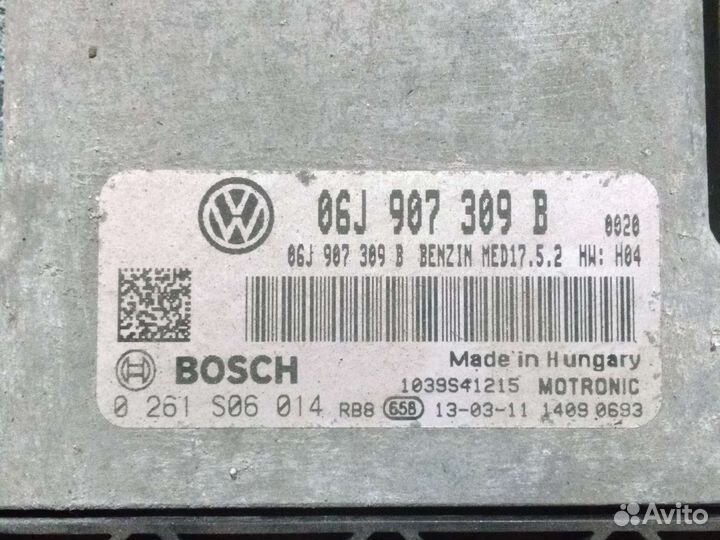 06J 907 309 B 0020
06J 907 309 B BENZIN MED17.5.2 HW: H04
BOSCH Made in Hungary
1039S41215 MOTRONIC
0 261 S06 014 RB8 658 13-03-11 1409 0693
Avito